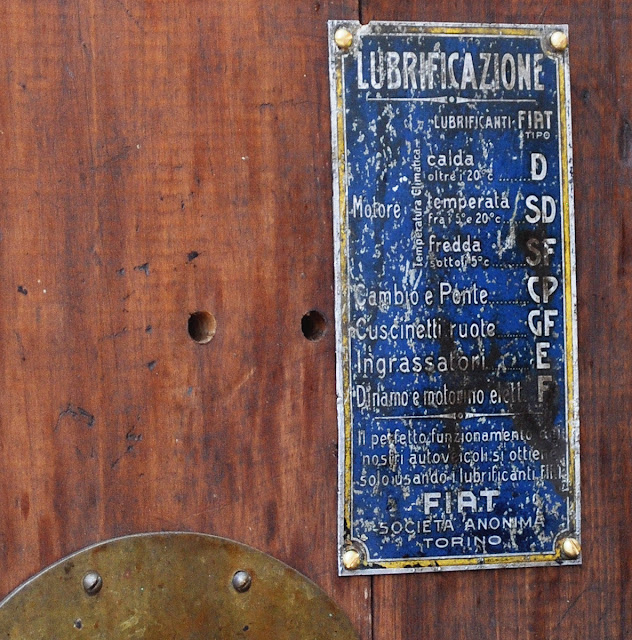 LUBRIFICAZIONE
LUBRIFICANTI FIAT
TIPO
Motore
Temperatura Climatica
calda
oltre i 20°c ........ D
temperata
fra i 5° e 20°c ... SD
fredda
sotto i 5°c ........ SF
Cambio e Ponte ......... CP
Cuscinetti ruote ...... GF
Ingrassatori ...... E
Dinamo e motorino elett. F
Il perfetto funzionamento
nostri autoveicoli si ottiene
solo usando i lubrificanti
FIAT
SOCIETÀ ANONIMA
TORINO